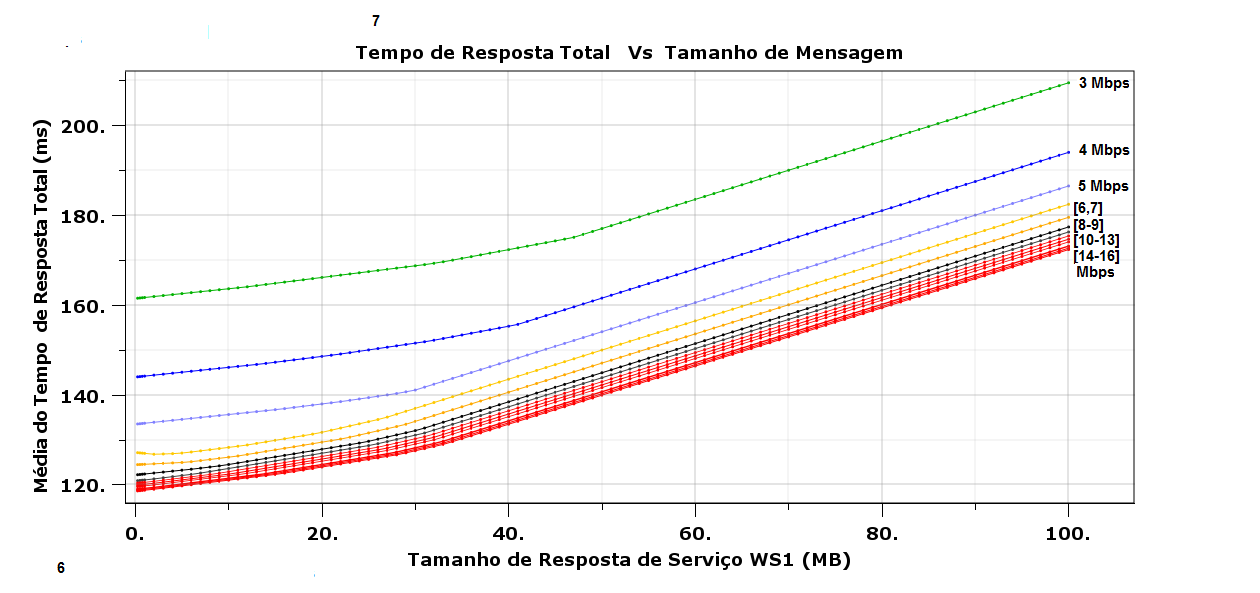 7
Tempo de Resposta Total Vs Tamanho de Mensagem
Média do Tempo de Resposta Total (ms)
200.
180.
160.
140.
120.
3 Mbps
4 Mbps
5 Mbps
[6,7]
[8-9]
[10-13]
[14-16]
Mbps
0. 20. 40. 60. 80. 100.
Tamanho de Resposta de Serviço WS1 (MB)
6